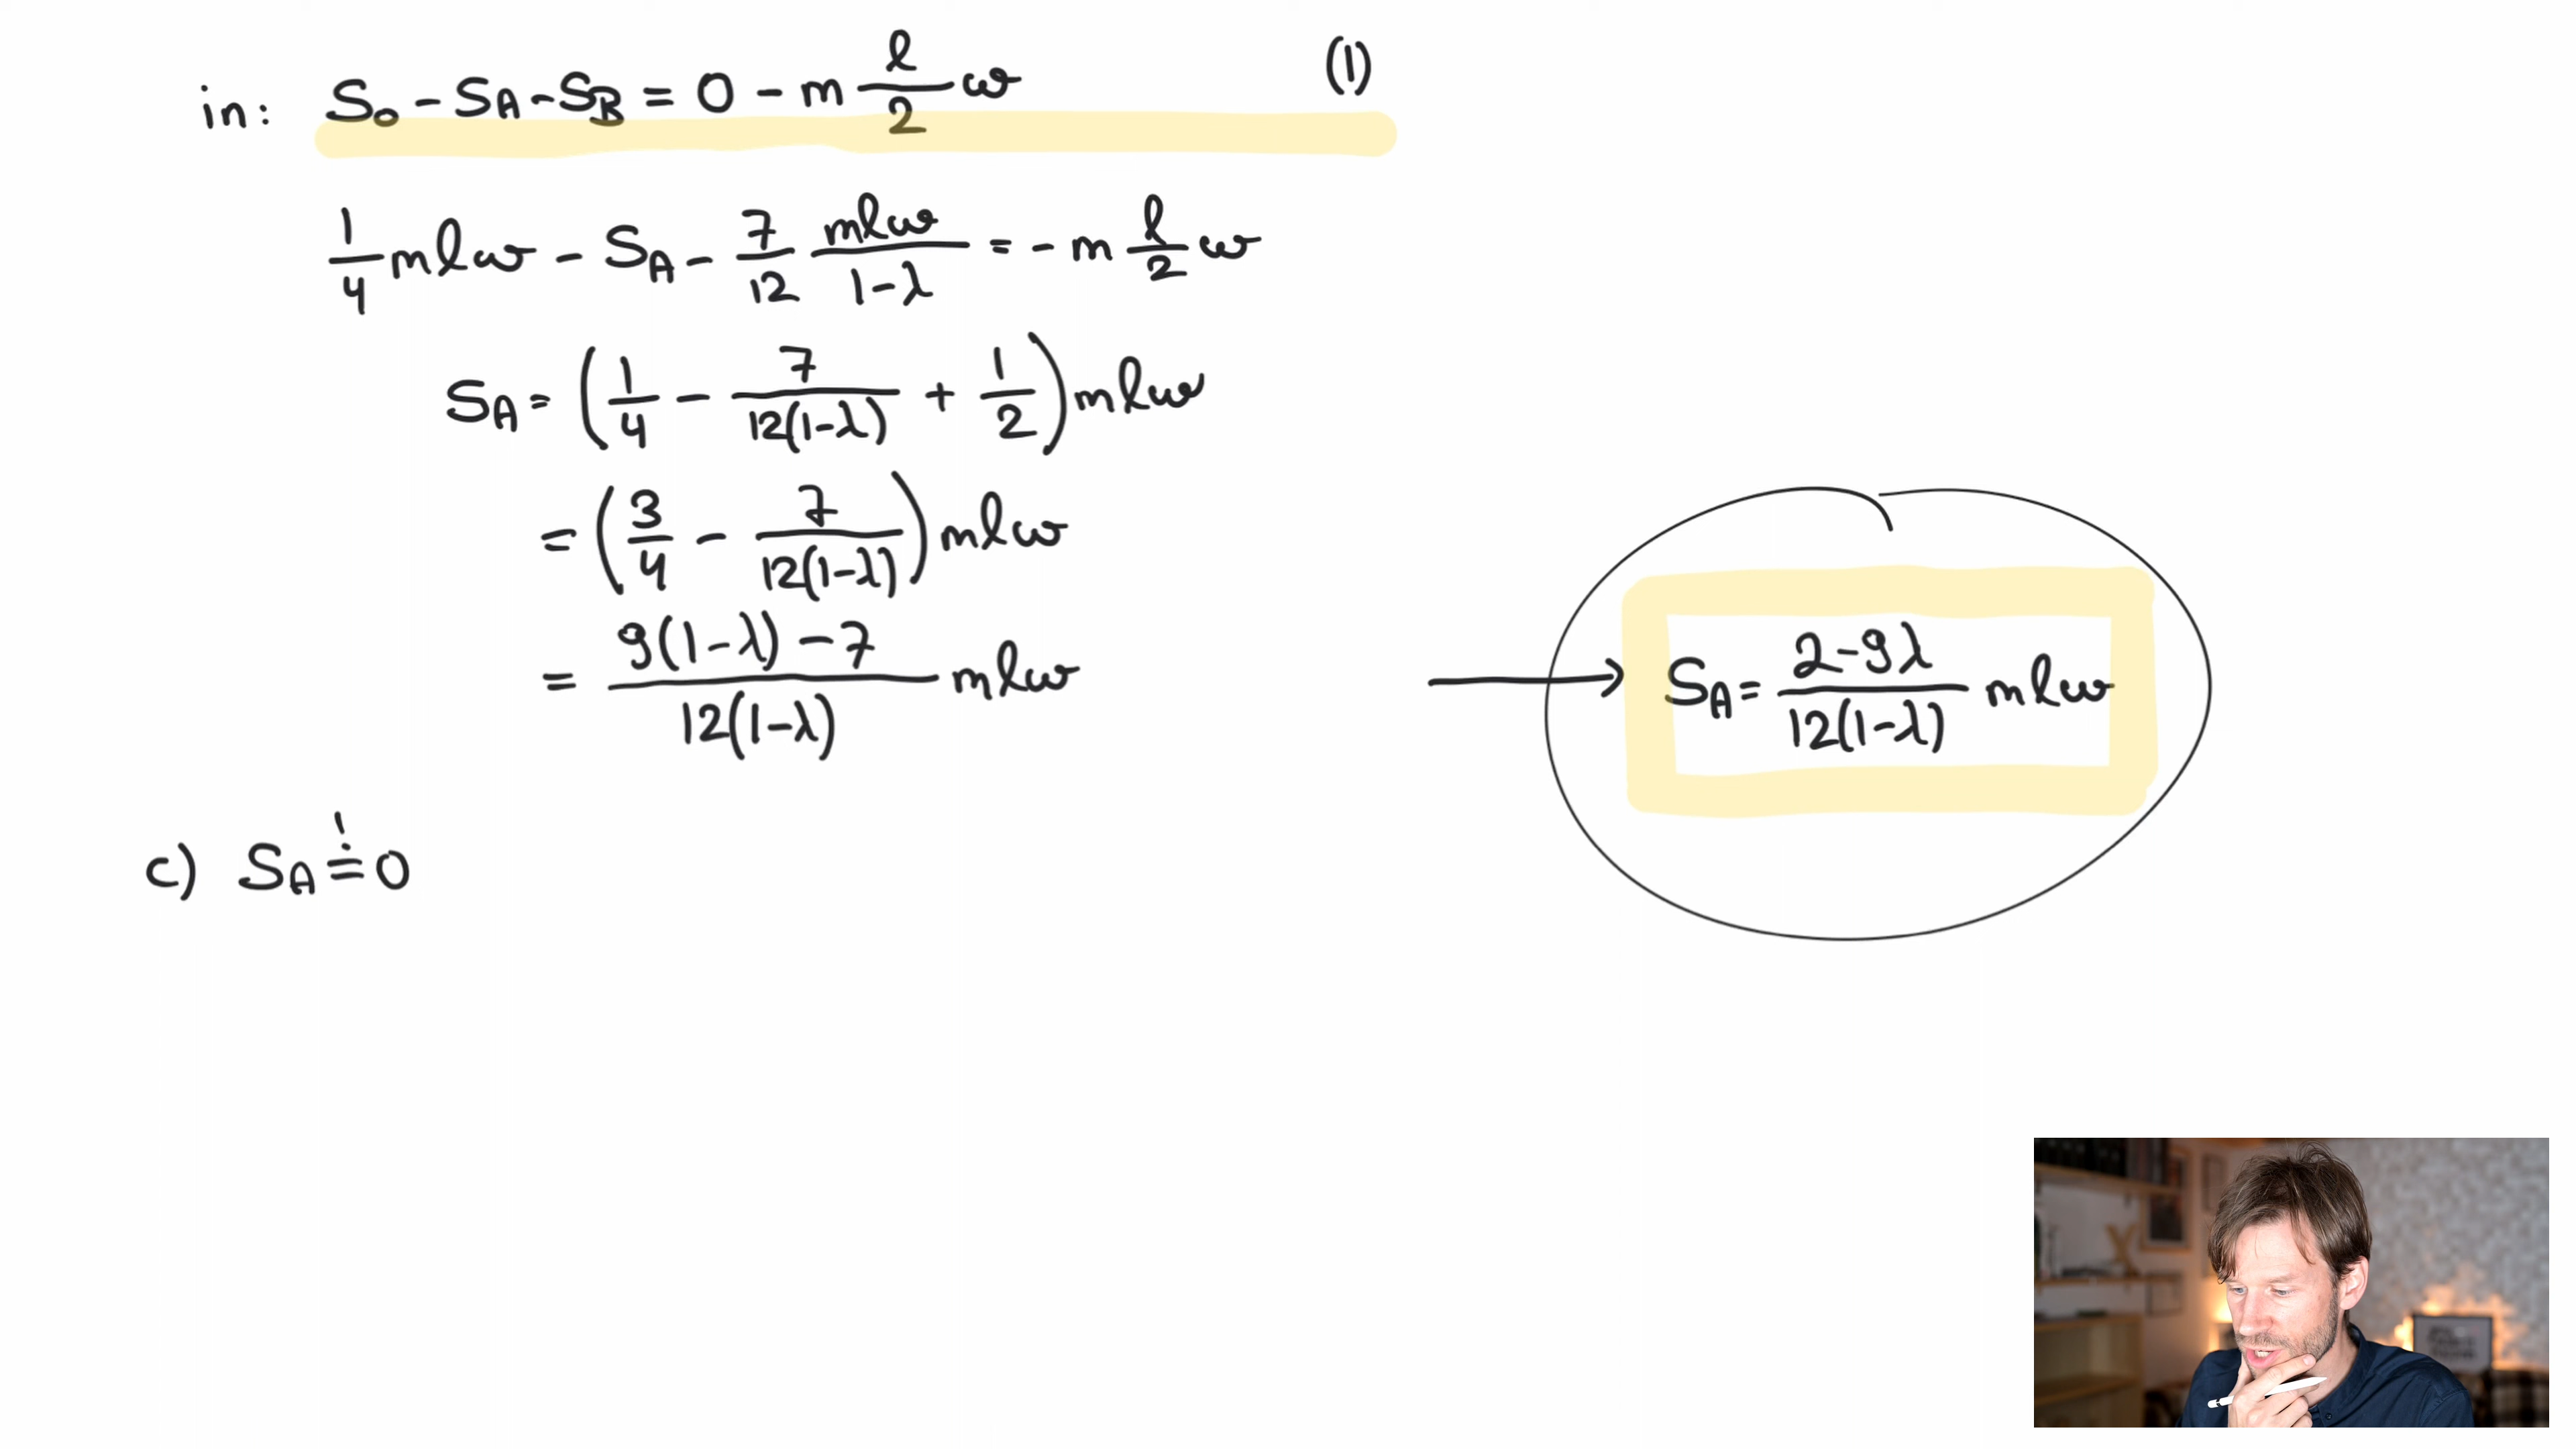 in: S₀ - S_A - S_B = 0 - m l/2 ω (1)
1/4 mlω - S_A - 7/12 mlω/(1-λ) = - m l/2 ω
S_A = (1/4 - 7/(12(1-λ)) + 1/2) mlω
= (3/4 - 7/(12(1-λ))) mlω
= (9(1-λ) - 7)/(12(1-λ)) mlω → S_A = (2-9λ)/(12(1-λ)) mlω
c) S_A =! 0